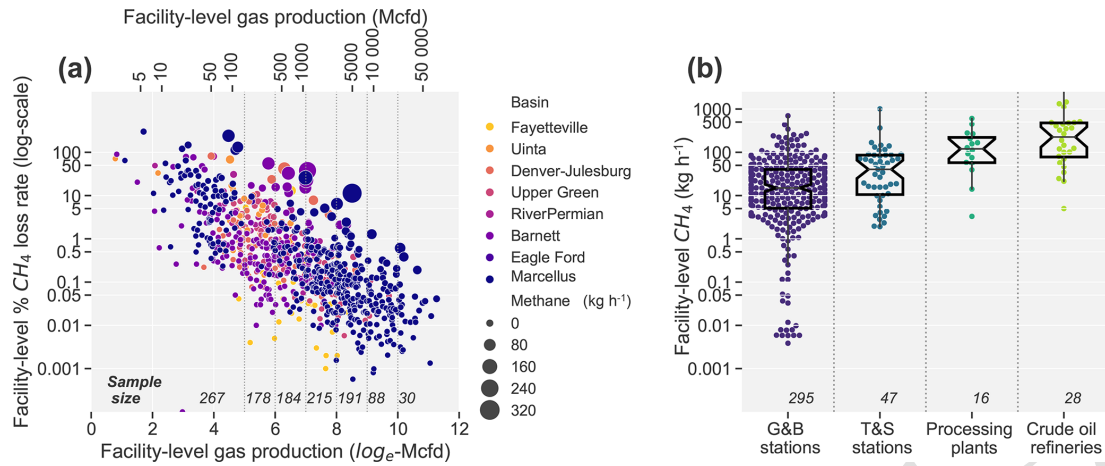 Facility-level gas production (Mcfd)
(a)
5 10 50 100 500 1000 5000 10 000 50 000
Facility-level % CH4 loss rate (log-scale)
100
50
10
5
1
0.5
0.1
0.05
0.01
0.001
Sample
size
267 178 184 215 191 88 30
0 2 4 6 8 10 12
Facility-level gas production (loge-Mcfd)
Basin
Fayetteville
Uinta
Denver-Julesburg
Upper Green
RiverPermian
Barnett
Eagle Ford
Marcellus
Methane (kg h-1)
0
80
160
240
320
(b)
Facility-level CH4 (kg h-1)
1000
500
100
50
10
5
1
0.5
0.1
0.05
0.01
0.001
295 47 16 28
G&B
stations
T&S
stations
Processing
plants
Crude oil
refineries